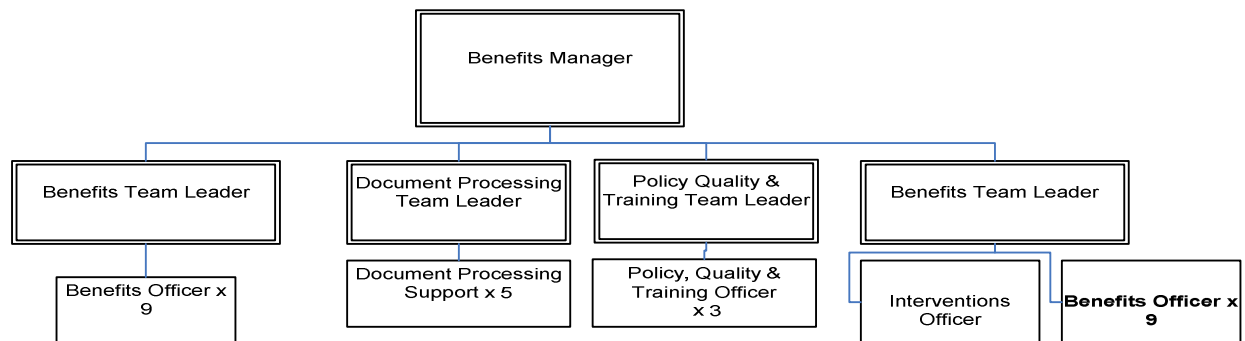 Benefits Manager
Benefits Team Leader
Document Processing
Team Leader
Policy Quality &
Training Team Leader
Benefits Team Leader
Benefits Officer x
9
Document Processing
Support x 5
Policy, Quality &
Training Officer
x 3
Interventions
Officer
Benefits Officer x
9